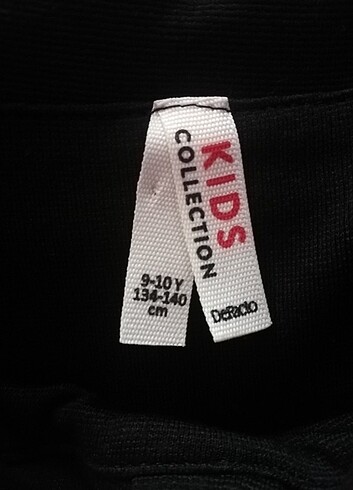 KIDS
COLLECTION
DeFacto
9-10 Y
134-140
cm